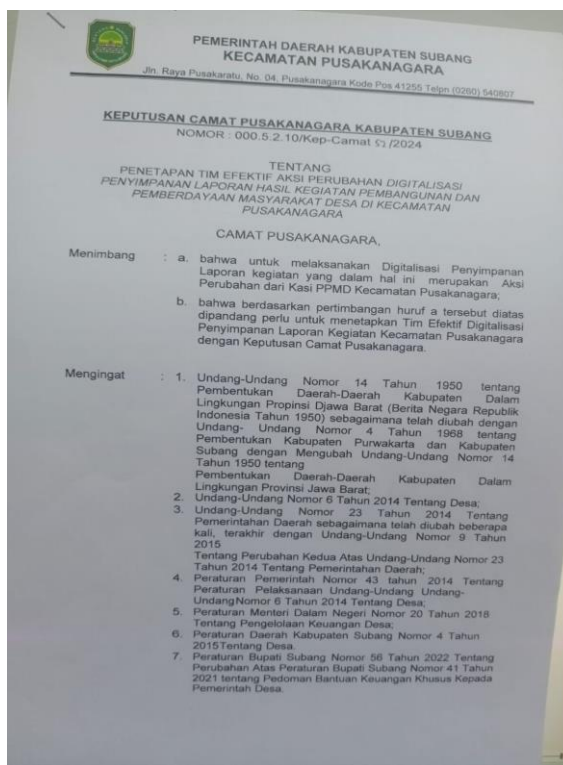 PEMERINTAH DAERAH KABUPATEN SUBANG
KECAMATAN PUSAKANAGARA
Jln. Raya Pusakaratu, No. 04. Pusakanagara Kode Pos 41255 Telpn (0260) 540807
KEPUTUSAN CAMAT PUSAKANAGARA KABUPATEN SUBANG
NOMOR : 000.5.2.10/Kep-Camat /2024
TENTANG
PENETAPAN TIM EFEKTIF AKSI PERUBAHAN DIGITALISASI
PENYIMPANAN LAPORAN HASIL KEGIATAN PEMBANGUNAN DAN
PEMBERDAYAAN MASYARAKAT DESA DI KECAMATAN
PUSAKANAGARA
CAMAT PUSAKANAGARA,
Menimbang : a. bahwa untuk melaksanakan Digitalisasi Penyimpanan
Laporan kegiatan yang dalam hal ini merupakan Aksi
Perubahan dari Kasi PPMD Kecamatan Pusakanagara;
b. bahwa berdasarkan pertimbangan huruf a tersebut diatas
dipandang perlu untuk menetapkan Tim Efektif Digitalisasi
Penyimpanan Laporan Kegiatan Kecamatan Pusakanagara
dengan Keputusan Camat Pusakanagara.
Mengingat : 1. Undang-Undang Nomor 14 Tahun 1950 tentang
Pembentukan Daerah-Daerah Kabupaten Dalam
Lingkungan Propinsi Djawa Barat (Berita Negara Republik
Indonesia Tahun 1950) sebagaimana telah diubah dengan
Undang- Undang Nomor 4 Tahun 1968 tentang
Pembentukan Kabupaten Purwakarta dan Kabupaten
Subang dengan Mengubah Undang-Undang Nomor 14
Tahun 1950 tentang
Pembentukan Daerah-Daerah Kabupaten Dalam
Lingkungan Provinsi Jawa Barat;
2. Undang-Undang Nomor 6 Tahun 2014 Tentang Desa;
3. Undang-Undang Nomor 23 Tahun 2014 Tentang
Pemerintahan Daerah sebagaimana telah diubah beberapa
kali, terakhir dengan Undang-Undang Nomor 9 Tahun
2015
Tentang Perubahan Kedua Atas Undang-Undang Nomor 23
Tahun 2014 Tentang Pemerintahan Daerah;
4. Peraturan Pemerintah Nomor 43 tahun 2014 Tentang
Peraturan Pelaksanaan Undang-Undang Undang-
UndangNomor 6 Tahun 2014 Tentang Desa;
5. Peraturan Menteri Dalam Negeri Nomor 20 Tahun 2018
Tentang Pengelolaan Keuangan Desa;
6. Peraturan Daerah Kabupaten Subang Nomor 4 Tahun
2015Tentang Desa.
7. Peraturan Bupati Subang Nomor 56 Tahun 2022 Tentang
Perubahan Atas Peraturan Bupati Subang Nomor 41 Tahun
2021 tentang Pedoman Bantuan Keuangan Khusus Kepada
Pemerintah Desa.